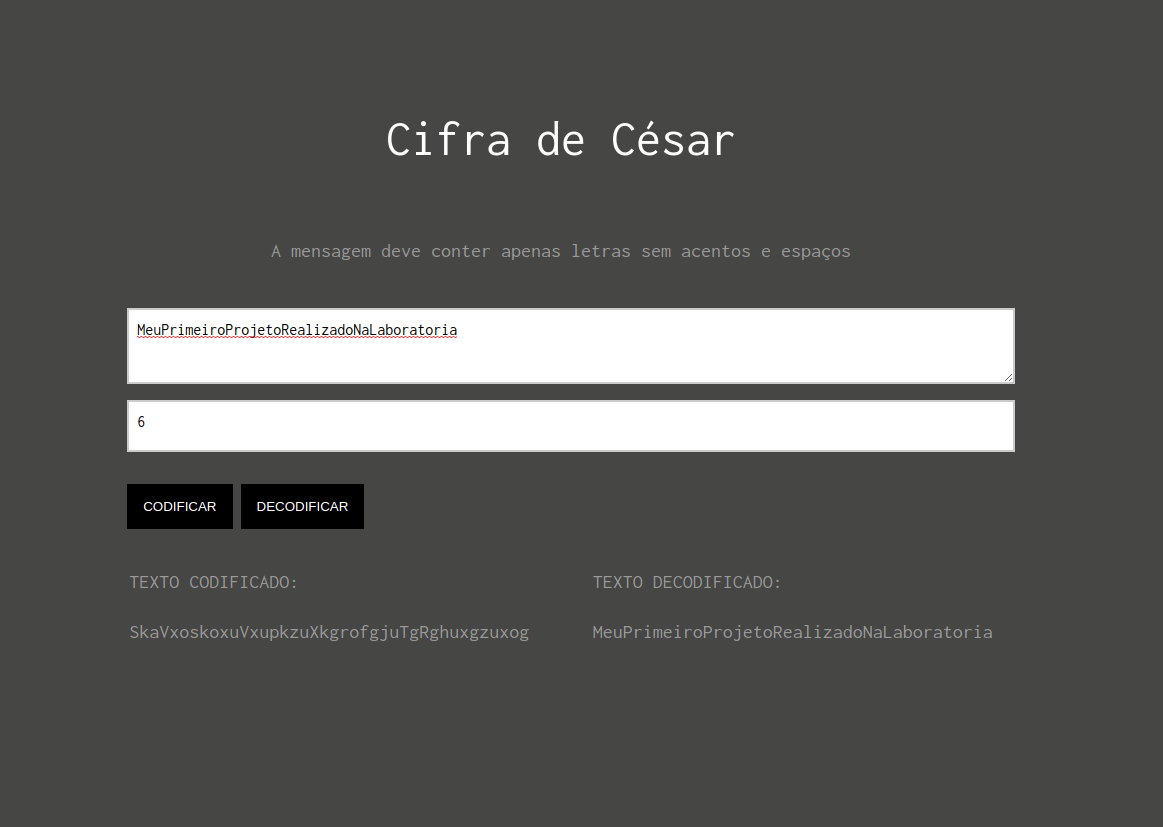 Cifra de César
A mensagem deve conter apenas letras sem acentos e espaços
MeuPrimeiroProjetoRealizadoNaLaboratoria
6
CODIFICAR DECODIFICAR
TEXTO CODIFICADO: TEXTO DECODIFICADO:
SkaVxoskoxuVxupkzuXkgrofgjuTgRghuxgzuxog MeuPrimeiroProjetoRealizadoNaLaboratoria